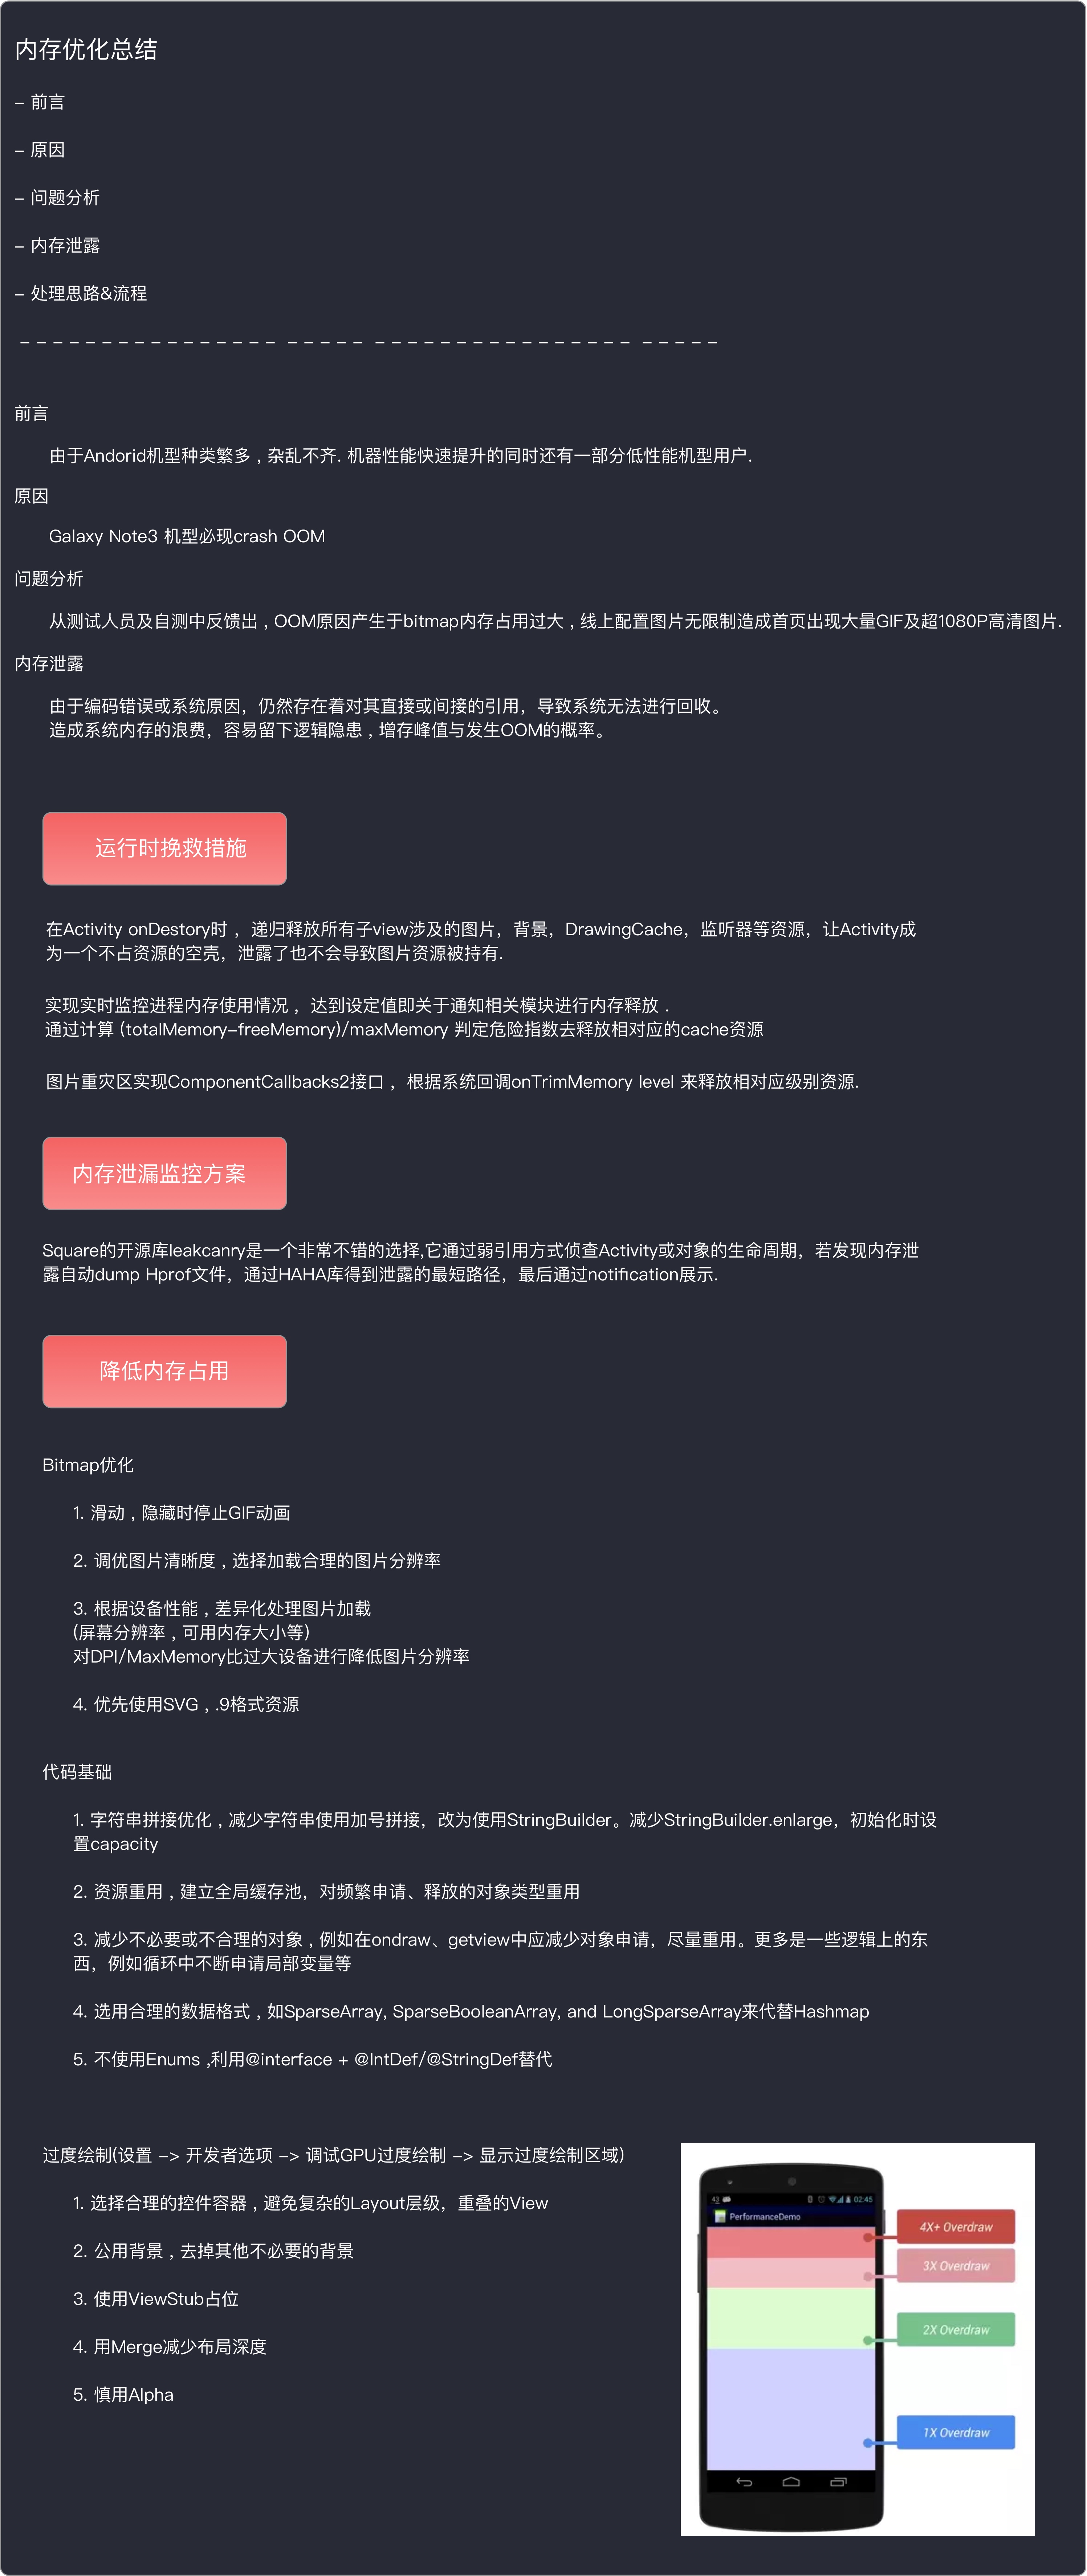 内存优化总结
- 前言
- 原因
- 问题分析
- 内存泄露
- 处理思路&流程
- - - - - - - - - - - - - - - - - - - - - - - - - - - - - - - - - - - - - - - - - -
前言
由于Andorid机型种类繁多 , 杂乱不齐. 机器性能快速提升的同时还有一部分低性能机型用户.
原因
Galaxy Note3 机型必现crash OOM
问题分析
从测试人员及自测中反馈出 , OOM原因产生于bitmap内存占用过大 , 线上配置图片无限制造成首页出现大量GIF及超1080P高清图片.
内存泄露
由于编码错误或系统原因，仍然存在着对其直接或间接的引用，导致系统无法进行回收。
造成系统内存的浪费，容易留下逻辑隐患 , 增存峰值与发生OOM的概率。
运行时挽救措施
在Activity onDestory时 ，递归释放所有子view涉及的图片，背景，DrawingCache，监听器等资源，让Activity成
为一个不占资源的空壳，泄露了也不会导致图片资源被持有.
实现实时监控进程内存使用情况 ，达到设定值即关于通知相关模块进行内存释放 .
通过计算 (totalMemory-freeMemory)/maxMemory 判定危险指数去释放相对应的cache资源
图片重灾区实现ComponentCallbacks2接口 ，根据系统回调onTrimMemory level 来释放相对应级别资源.
内存泄漏监控方案
Square的开源库leakcanry是一个非常不错的选择,它通过弱引用方式侦查Activity或对象的生命周期，若发现内存泄
露自动dump Hprof文件，通过HAHA库得到泄露的最短路径，最后通过notification展示.
降低内存占用
Bitmap优化
1. 滑动 , 隐藏时停止GIF动画
2. 调优图片清晰度 , 选择加载合理的图片分辨率
3. 根据设备性能 , 差异化处理图片加载
(屏幕分辨率 , 可用内存大小等)
对DPI/MaxMemory比过大设备进行降低图片分辨率
4. 优先使用SVG , .9格式资源
代码基础
1. 字符串拼接优化 , 减少字符串使用加号拼接，改为使用StringBuilder。减少StringBuilder.enlarge，初始化时设
置capacity
2. 资源重用 , 建立全局缓存池，对频繁申请、释放的对象类型重用
3. 减少不必要或不合理的对象 , 例如在ondraw、getview中应减少对象申请，尽量重用。更多是一些逻辑上的东
西，例如循环中不断申请局部变量等
4. 选用合理的数据格式 , 如SparseArray, SparseBooleanArray, and LongSparseArray来代替Hashmap
5. 不使用Enums ,利用@interface + @IntDef/@StringDef替代
过度绘制(设置 -> 开发者选项 -> 调试GPU过度绘制 -> 显示过度绘制区域)
1. 选择合理的控件容器 , 避免复杂的Layout层级，重叠的View
2. 公用背景 , 去掉其他不必要的背景
3. 使用ViewStub占位
4. 用Merge减少布局深度
5. 慎用Alpha
02:45
PerformanceDemo
4X+ Overdraw
3X Overdraw
2X Overdraw
1X Overdraw